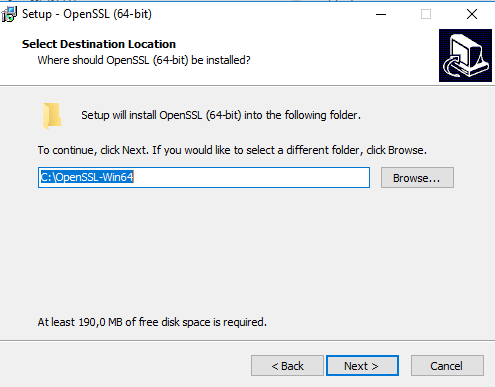 Setup - OpenSSL (64-bit)
Select Destination Location
Where should OpenSSL (64-bit) be installed?
Setup will install OpenSSL (64-bit) into the following folder.
To continue, click Next. If you would like to select a different folder, click Browse.
C:\OpenSSL-Win64
Browse...
At least 190,0 MB of free disk space is required.
< Back
Next >
Cancel